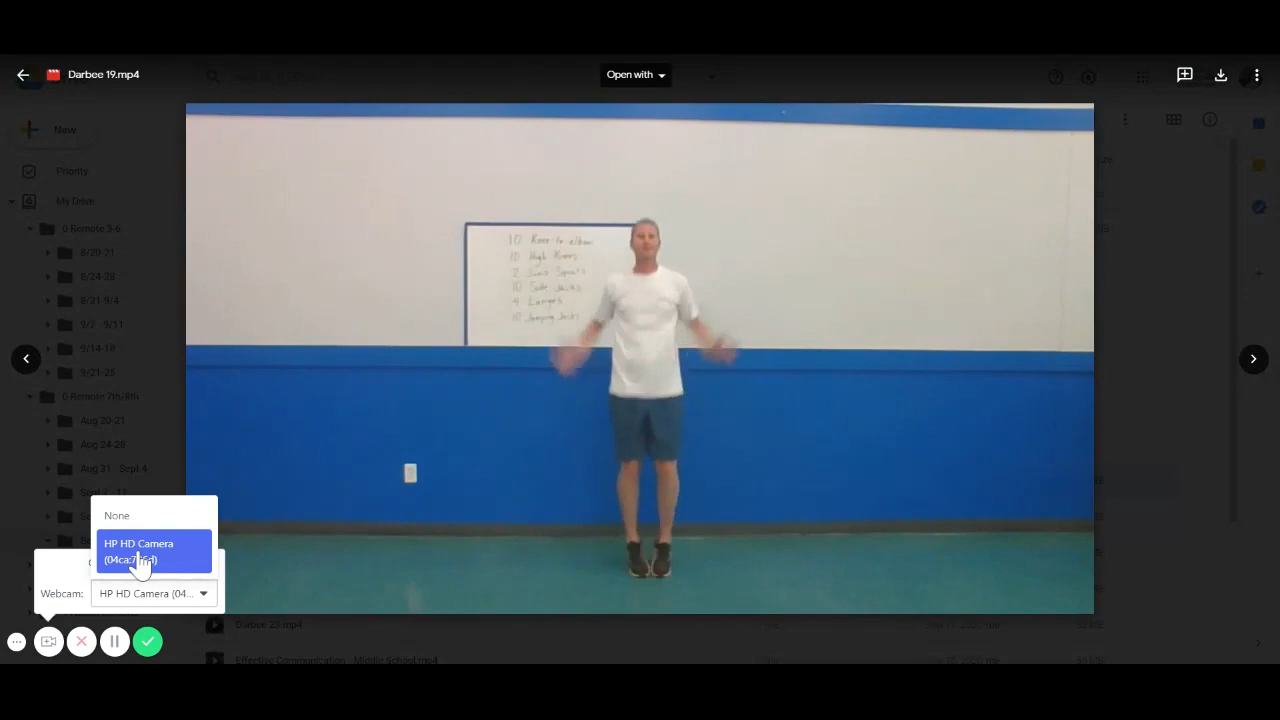 Darbee 19.mp4
Open with
New
Priority
My Drive
0 Remote 3-6
8/20-21
8/24-28
8/21-9/4
9/2 - 9/11
9/14-18
9/21-25
0 Remote 7th/8th
Aug 20-21
Aug 24-28
Aug 31 - Sept 4
10 Knee-to-elbow
10 High Knees
2 Sumo Squats
10 Side Jacks
4 Lunges
10 Jumping Jacks
None
HP HD Camera
Webcam:
HP HD Camera (04...
Darbee 23.mp4
Effective Communication - Middle School.mp4